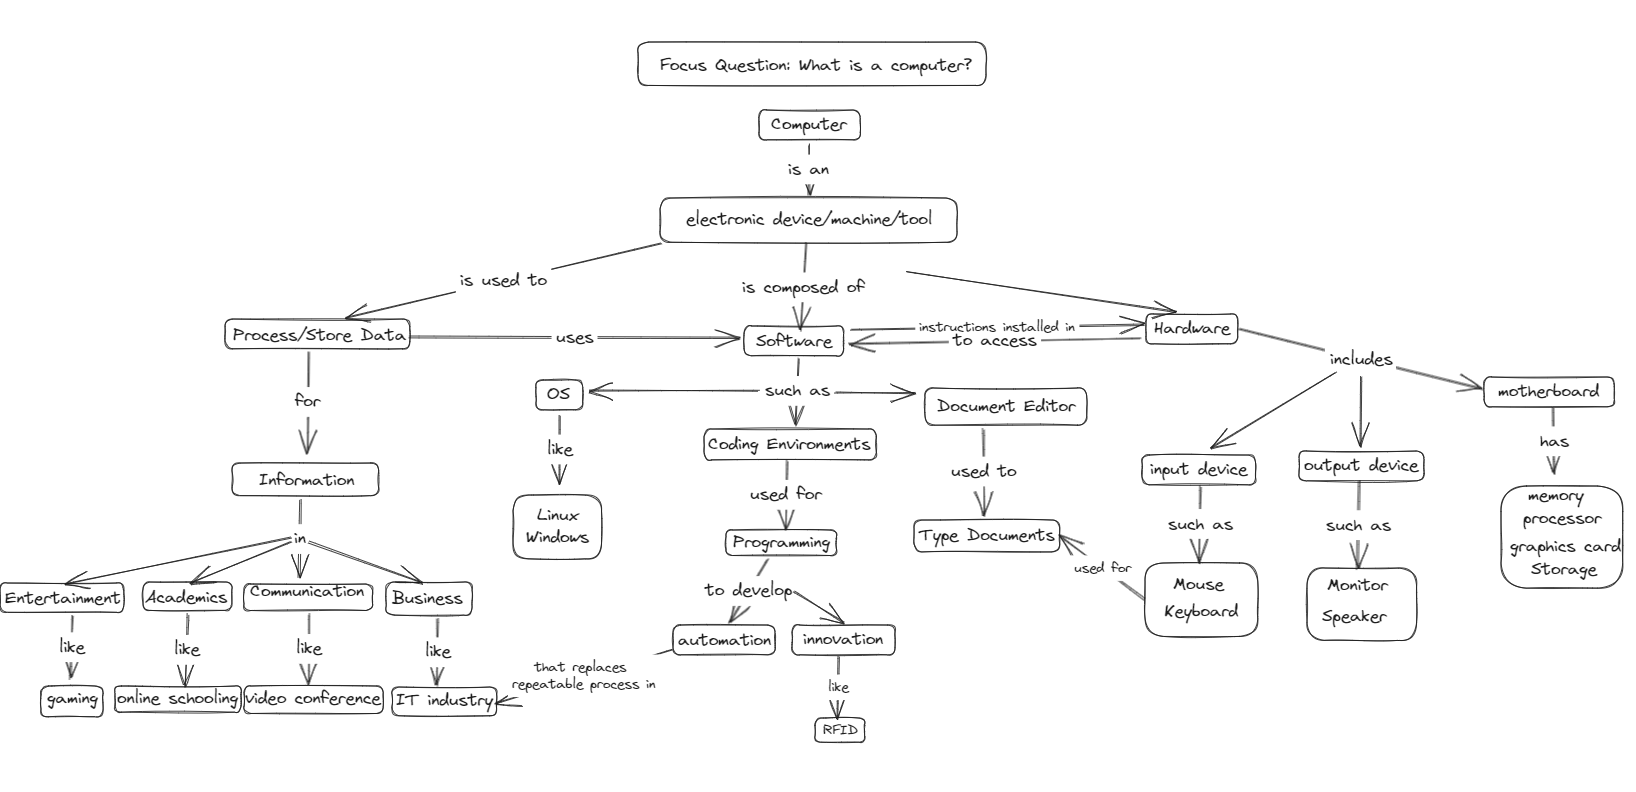 Focus Question: What is a computer?
Computer
is an
electronic device/machine/tool
is used to
is composed of
Process/Store Data
uses
Software
instructions installed in
to access
Hardware
includes
for
OS
such as
Document Editor
motherboard
like
Coding Environments
used to
input device
output device
has
Information
used for
Linux
Windows
Type Documents
such as
such as
memory
processor
graphics card
Storage
in
Programming
used for
Mouse
Keyboard
Monitor
Speaker
to develop
Entertainment
Academics
Communication
Business
automation
innovation
like
like
like
like
that replaces
repeatable process in
like
gaming
online schooling
video conference
IT industry
RFID